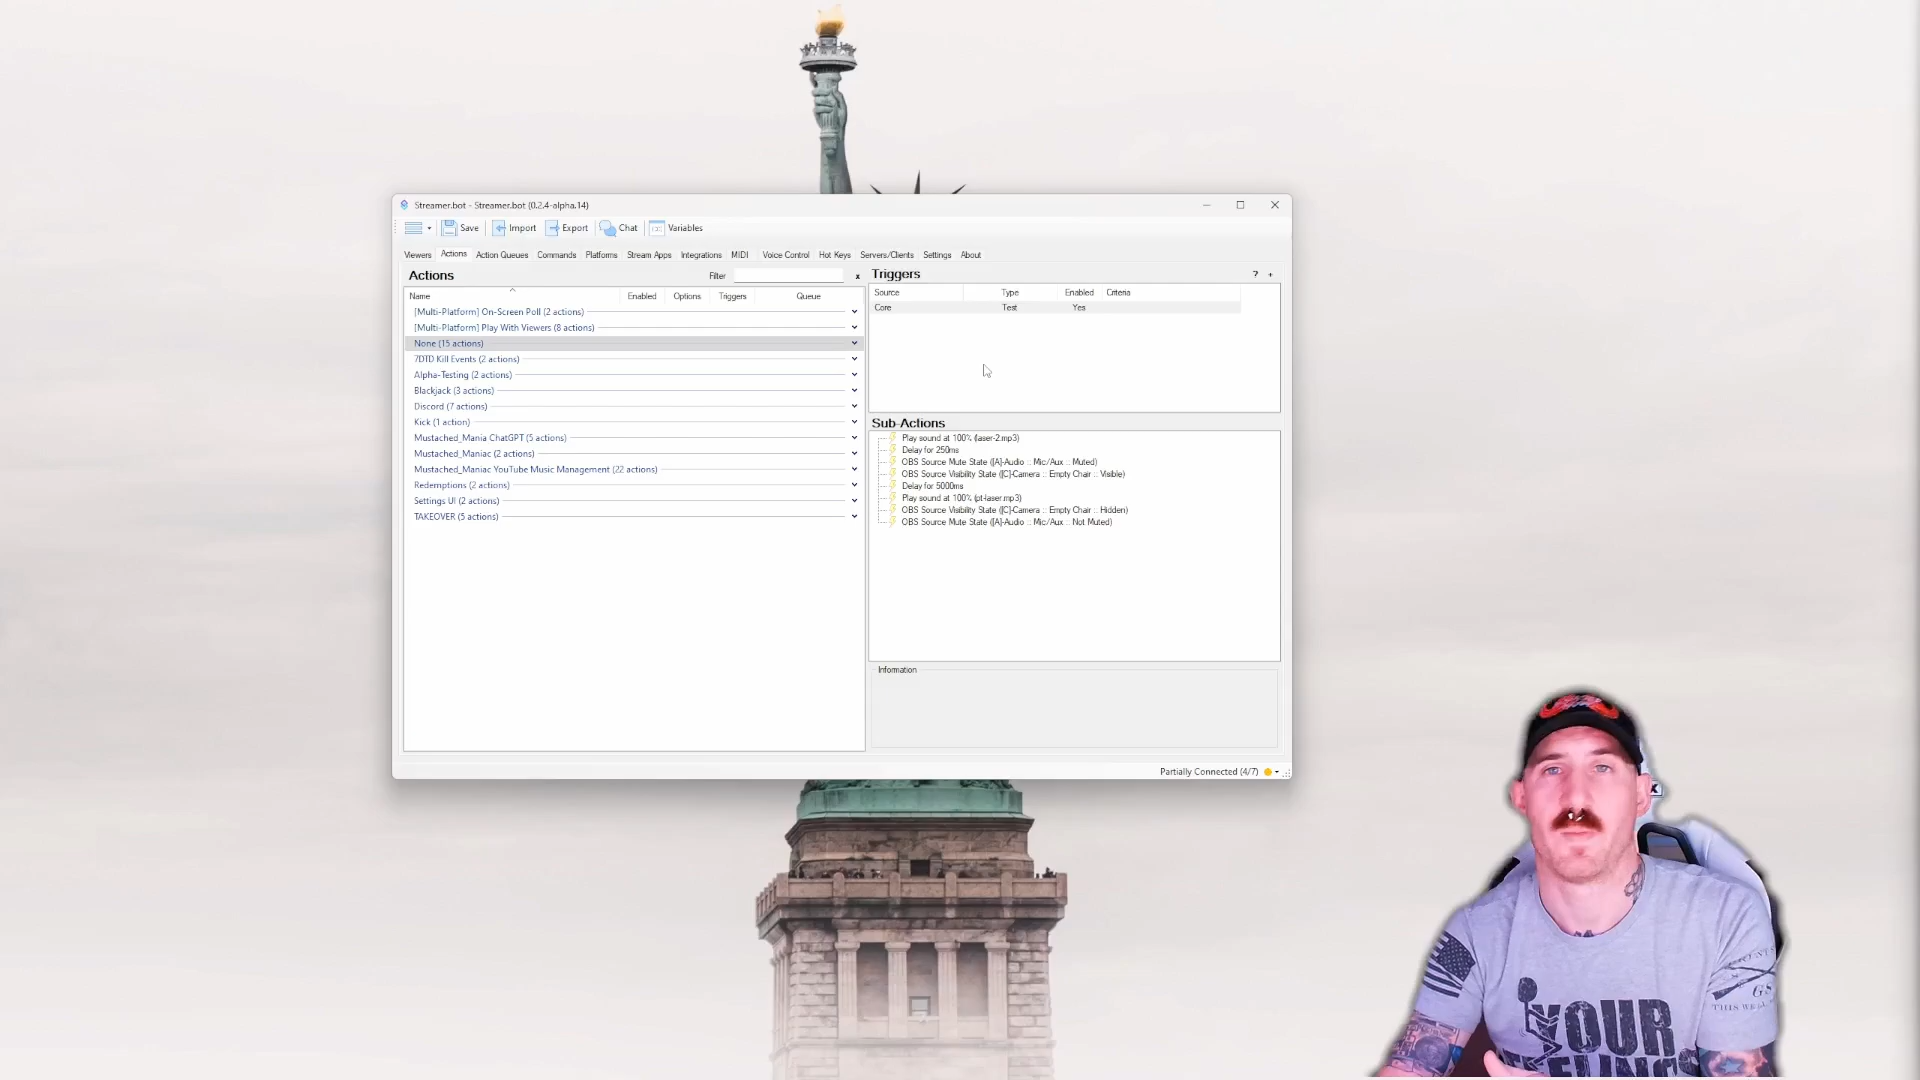 Streamer.bot - Streamer.bot (0.2.4-alpha.14)
Save Import Export Chat Variables
Viewers Actions Action Queues Commands Platforms Stream Apps Integrations MIDI Voice Control Hot Keys Servers/Clients Settings About
Actions Filter x
Name Enabled Options Triggers Queue
[Multi-Platform] On-Screen Poll (2 actions)
[Multi-Platform] Play With Viewers (8 actions)
None (15 actions)
7DTD Kill Events (2 actions)
Alpha-Testing (2 actions)
Blackjack (3 actions)
Discord (7 actions)
Kick (1 action)
Mustached_Mania ChatGPT (5 actions)
Mustached_Maniac (2 actions)
Mustached_Maniac YouTube Music Management (22 actions)
Redemptions (2 actions)
Settings UI (2 actions)
TAKEOVER (5 actions)
Triggers ? +
Source Type Enabled Criteria
Core Test Yes
Sub-Actions
Play sound at 100% (laser-2.mp3)
Delay for 250ms
OBS Source Mute State ([A]-Audio :: Mic/Aux :: Muted)
OBS Source Visibility State ([C]-Camera :: Empty Chair :: Visible)
Delay for 5000ms
Play sound at 100% (pt-laser.mp3)
OBS Source Visibility State ([C]-Camera :: Empty Chair :: Hidden)
OBS Source Mute State ([A]-Audio :: Mic/Aux :: Not Muted)
Information
Partially Connected (4/7)
YOUR
FEELINGS
GS
THIS WE